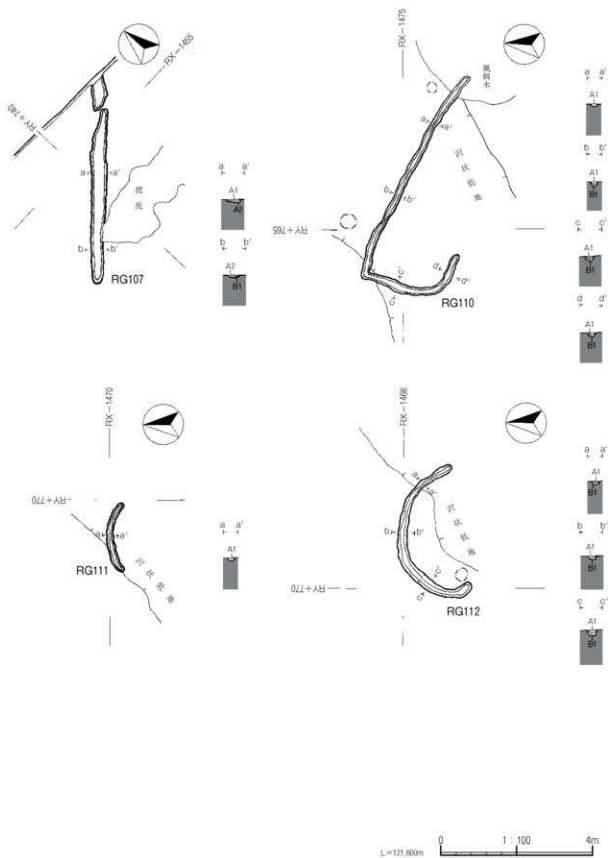 RX－1455
RY＋740
a
a'
b
b'
攪乱
RG107
a a'
A1
A2
b b'
A2
B1
RX－1475
風倒木
a
a'
沢状低地
b
b'
RY＋765
c
c'
d
d'
RG110
a a'
A1
b b'
A1
B1
c c'
A1
B1
d d'
A1
B1
RX－1470
RY＋770
a
a'
RG111
沢状低地
a a'
A1
RX－1466
a
a'
沢状低地
b
b'
c
c'
RY＋770
RG112
a a'
A1
B1
b b'
A1
B1
c c'
A1
B1
L＝121.600m
0 1：100 4m